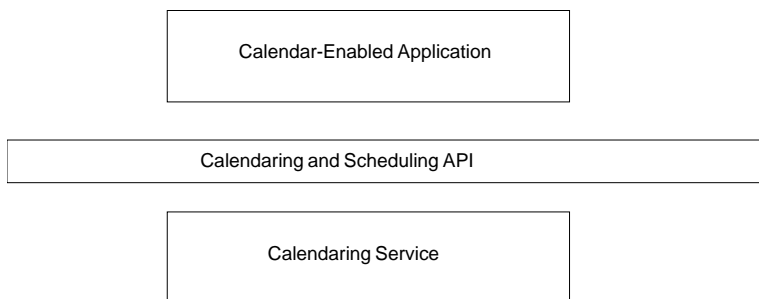 Calendar-Enabled Application
Calendaring and Scheduling API
Calendaring Service